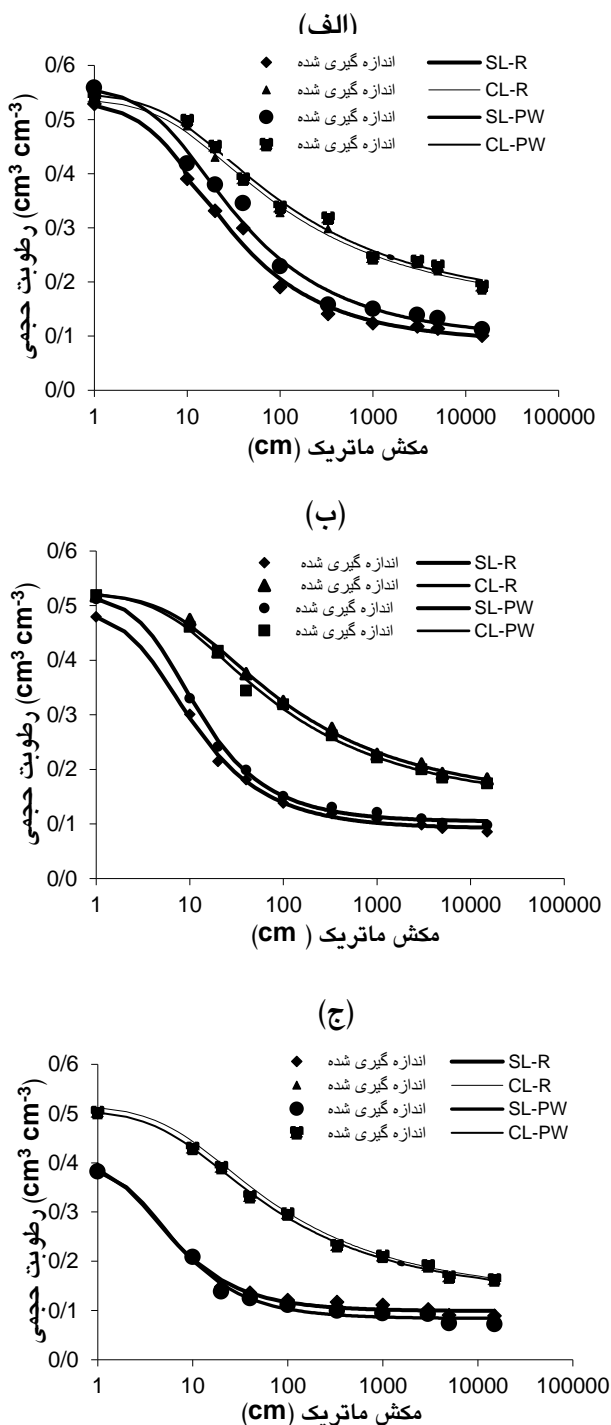 (الف)
اندازه گیری شده SL-R
اندازه گیری شده CL-R
اندازه گیری شده SL-PW
اندازه گیری شده CL-PW
0/6
0/5
0/4
0/3
0/2
0/1
0/0
رطوبت حجمی (cm³ cm⁻³)
1 10 100 1000 10000 100000
مکش ماتریک (cm)
(ب)
اندازه گیری شده SL-R
اندازه گیری شده CL-R
اندازه گیری شده SL-PW
اندازه گیری شده CL-PW
0/6
0/5
0/4
0/3
0/2
0/1
0/0
رطوبت حجمی (cm³ cm⁻³)
1 10 100 1000 10000 100000
مکش ماتریک (cm)
(ج)
اندازه گیری شده SL-R
اندازه گیری شده CL-R
اندازه گیری شده SL-PW
اندازه گیری شده CL-PW
0/6
0/5
0/4
0/3
0/2
0/1
0/0
رطوبت حجمی (cm³ cm⁻³)
1 10 100 1000 10000 100000
مکش ماتریک (cm)